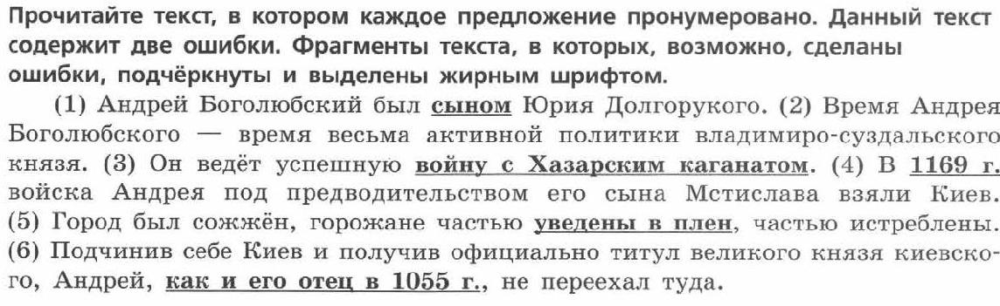 Прочитайте текст, в котором каждое предложение пронумеровано. Данный текст
содержит две ошибки. Фрагменты текста, в которых, возможно, сделаны
ошибки, подчёркнуты и выделены жирным шрифтом.
(1) Андрей Боголюбский был сыном Юрия Долгорукого. (2) Время Андрея
Боголюбского — время весьма активной политики владимиро-суздальского
князя. (3) Он ведёт успешную войну с Хазарским каганатом. (4) В 1169 г.
войска Андрея под предводительством его сына Мстислава взяли Киев.
(5) Город был сожжён, горожане частью уведены в плен, частью истреблены.
(6) Подчинив себе Киев и получив официально титул великого князя киевско-
го, Андрей, как и его отец в 1055 г., не переехал туда.